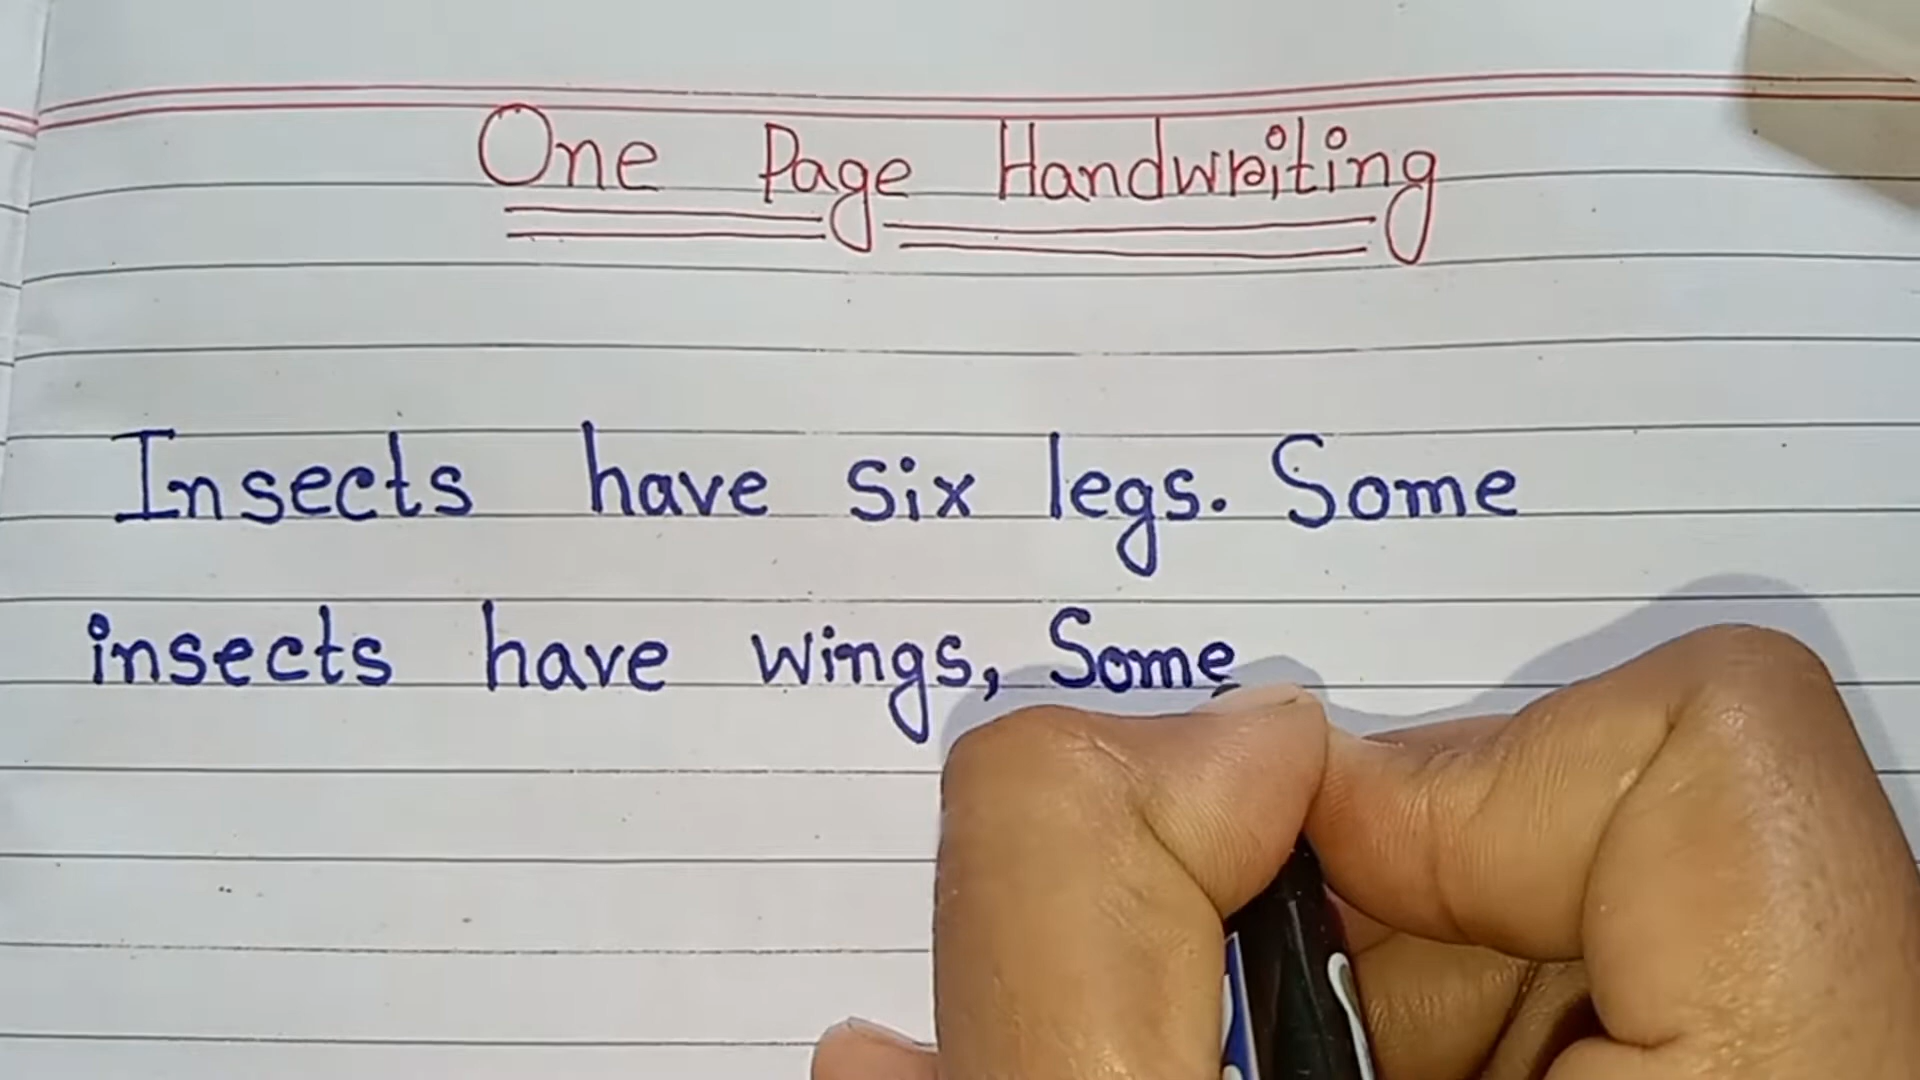 One Page Handwriting
Insects have six legs. Some
insects have wings, Some